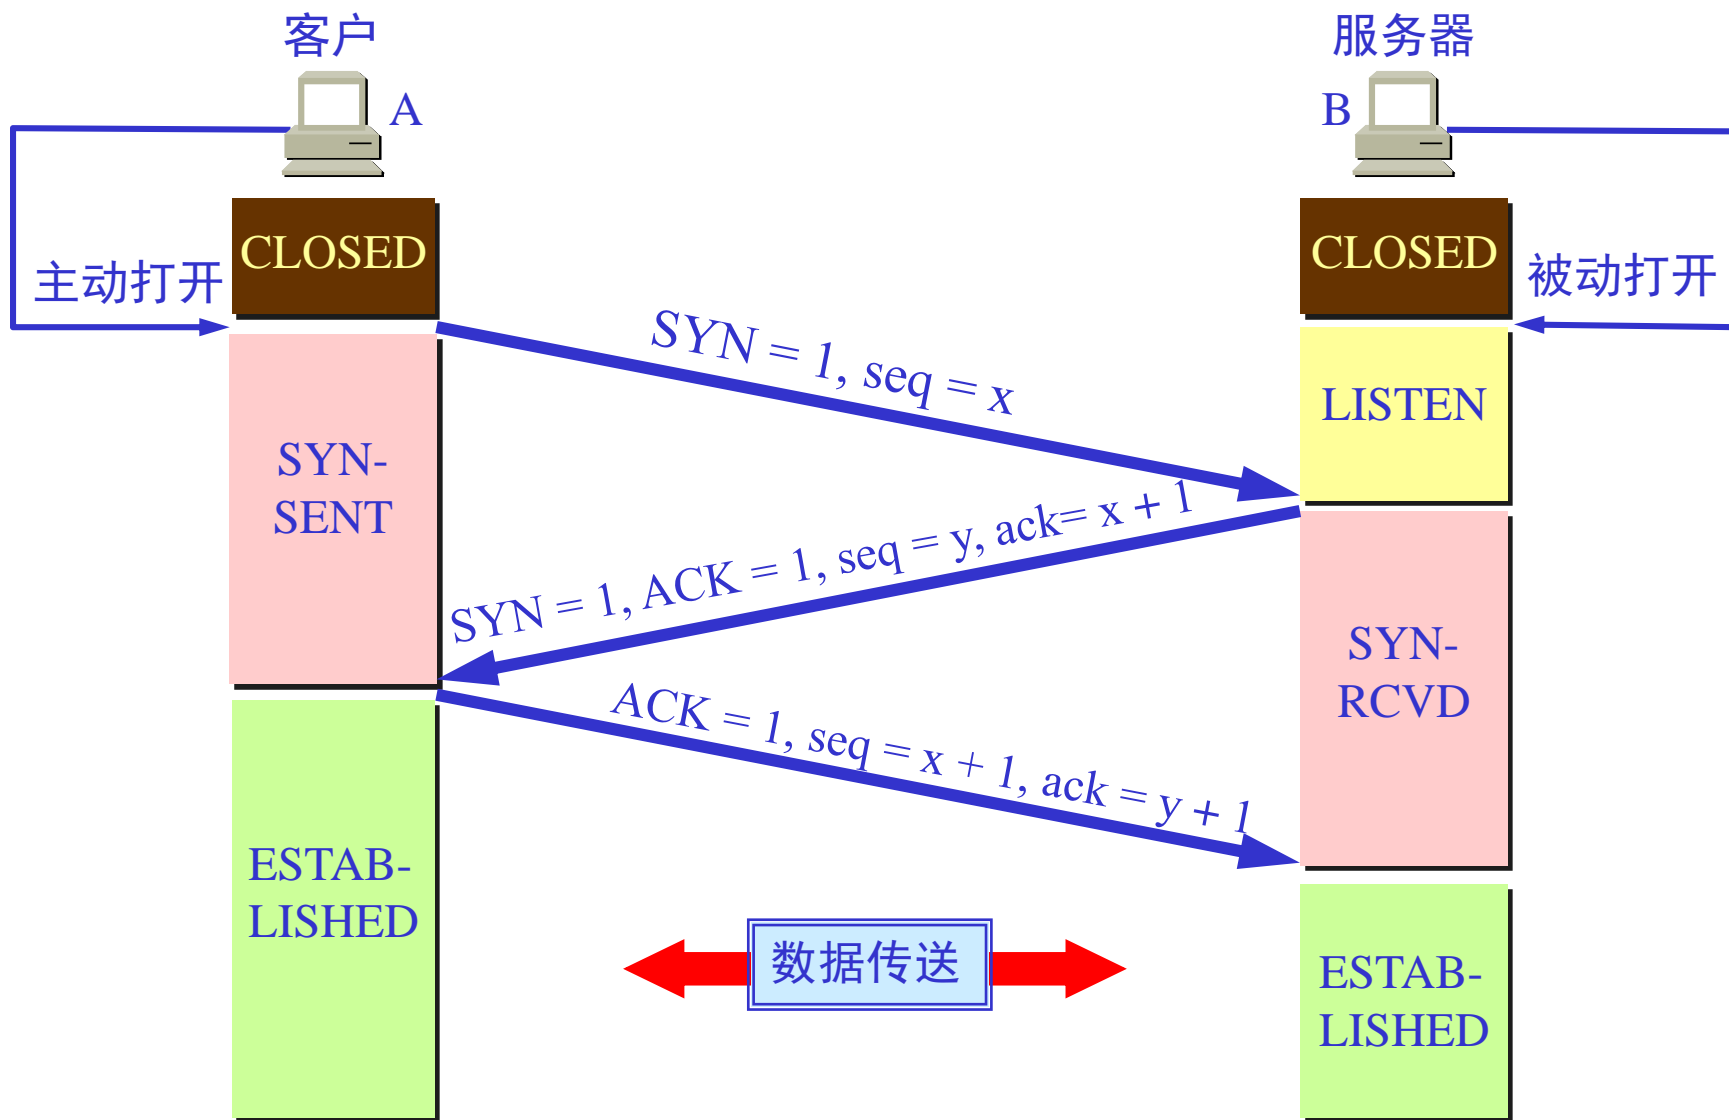 客户
服务器
A
B
CLOSED
CLOSED
主动打开
被动打开
SYN = 1, seq = x
LISTEN
SYN-
SENT
SYN = 1, ACK = 1, seq = y, ack= x + 1
SYN-
RCVD
ACK = 1, seq = x + 1, ack = y + 1
ESTAB-
LISHED
数据传送
ESTAB-
LISHED